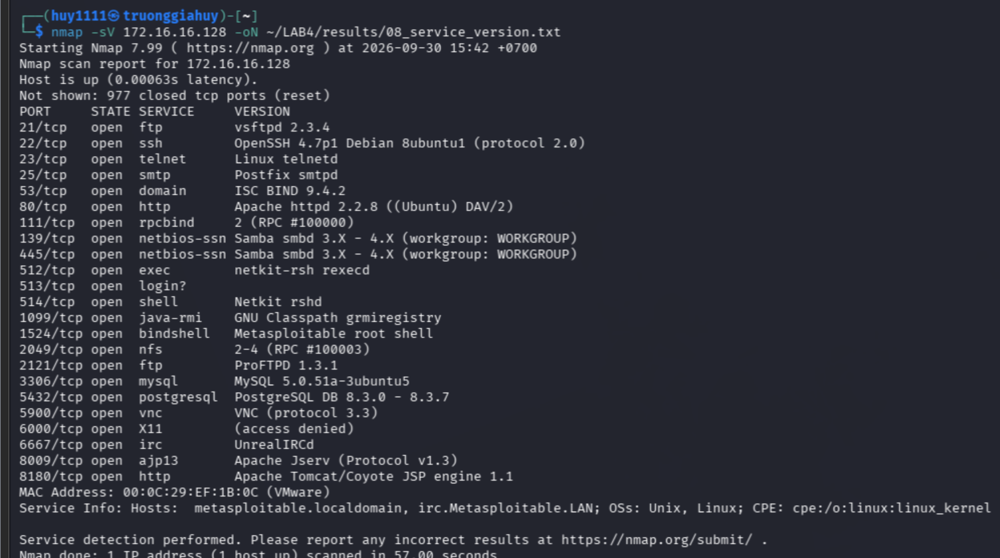 ┌──(huy1111㉿truonggiahuy)-[~]
└─$ nmap -sV 172.16.16.128 -oN ~/LAB4/results/08_service_version.txt
Starting Nmap 7.99 ( https://nmap.org ) at 2026-09-30 15:42 +0700
Nmap scan report for 172.16.16.128
Host is up (0.00063s latency).
Not shown: 977 closed tcp ports (reset)
PORT     STATE SERVICE     VERSION
21/tcp   open  ftp         vsftpd 2.3.4
22/tcp   open  ssh         OpenSSH 4.7p1 Debian 8ubuntu1 (protocol 2.0)
23/tcp   open  telnet      Linux telnetd
25/tcp   open  smtp        Postfix smtpd
53/tcp   open  domain      ISC BIND 9.4.2
80/tcp   open  http        Apache httpd 2.2.8 ((Ubuntu) DAV/2)
111/tcp  open  rpcbind     2 (RPC #100000)
139/tcp  open  netbios-ssn Samba smbd 3.X - 4.X (workgroup: WORKGROUP)
445/tcp  open  netbios-ssn Samba smbd 3.X - 4.X (workgroup: WORKGROUP)
512/tcp  open  exec        netkit-rsh rexecd
513/tcp  open  login?
514/tcp  open  shell       Netkit rshd
1099/tcp open  java-rmi    GNU Classpath grmiregistry
1524/tcp open  bindshell   Metasploitable root shell
2049/tcp open  nfs         2-4 (RPC #100003)
2121/tcp open  ftp         ProFTPD 1.3.1
3306/tcp open  mysql       MySQL 5.0.51a-3ubuntu5
5432/tcp open  postgresql  PostgreSQL DB 8.3.0 - 8.3.7
5900/tcp open  vnc         VNC (protocol 3.3)
6000/tcp open  X11         (access denied)
6667/tcp open  irc         UnrealIRCd
8009/tcp open  ajp13       Apache Jserv (Protocol v1.3)
8180/tcp open  http        Apache Tomcat/Coyote JSP engine 1.1
MAC Address: 00:0C:29:EF:1B:0C (VMware)
Service Info: Hosts:  metasploitable.localdomain, irc.Metasploitable.LAN; OSs: Unix, Linux; CPE: cpe:/o:linux:linux_kernel

Service detection performed. Please report any incorrect results at https://nmap.org/submit/ .
Nmap done: 1 IP address (1 host up) scanned in 57.00 seconds